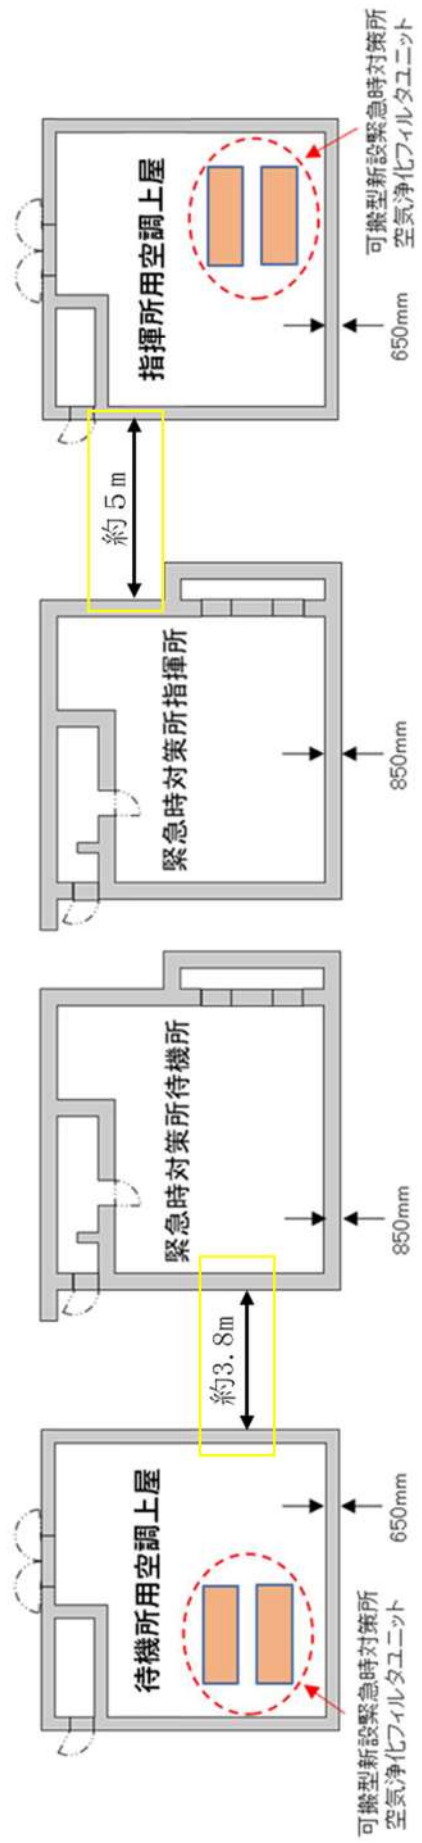 可搬型新設緊急時対策所
空気浄化フィルタユニット
待機所用空調上屋
650mm
約3.8m
緊急時対策所待機所
850mm
緊急時対策所指揮所
850mm
約5m
指揮所用空調上屋
650mm
可搬型新設緊急時対策所
空気浄化フィルタユニット